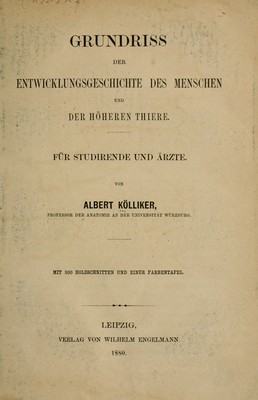 GRUNDRISS
DER
ENTWICKLUNGSGESCHICHTE DES MENSCHEN
UND
DER HÖHEREN THIERE.
FÜR STUDIRENDE UND ÄRZTE.
VON
ALBERT KÖLLIKER,
PROFESSOR DER ANATOMIE AN DER UNIVERSITÄT WÜRZBURG.
MIT 300 HOLZSCHNITTEN UND EINER FARBENTAFEL.
LEIPZIG,
VERLAG VON WILHELM ENGELMANN
1880.